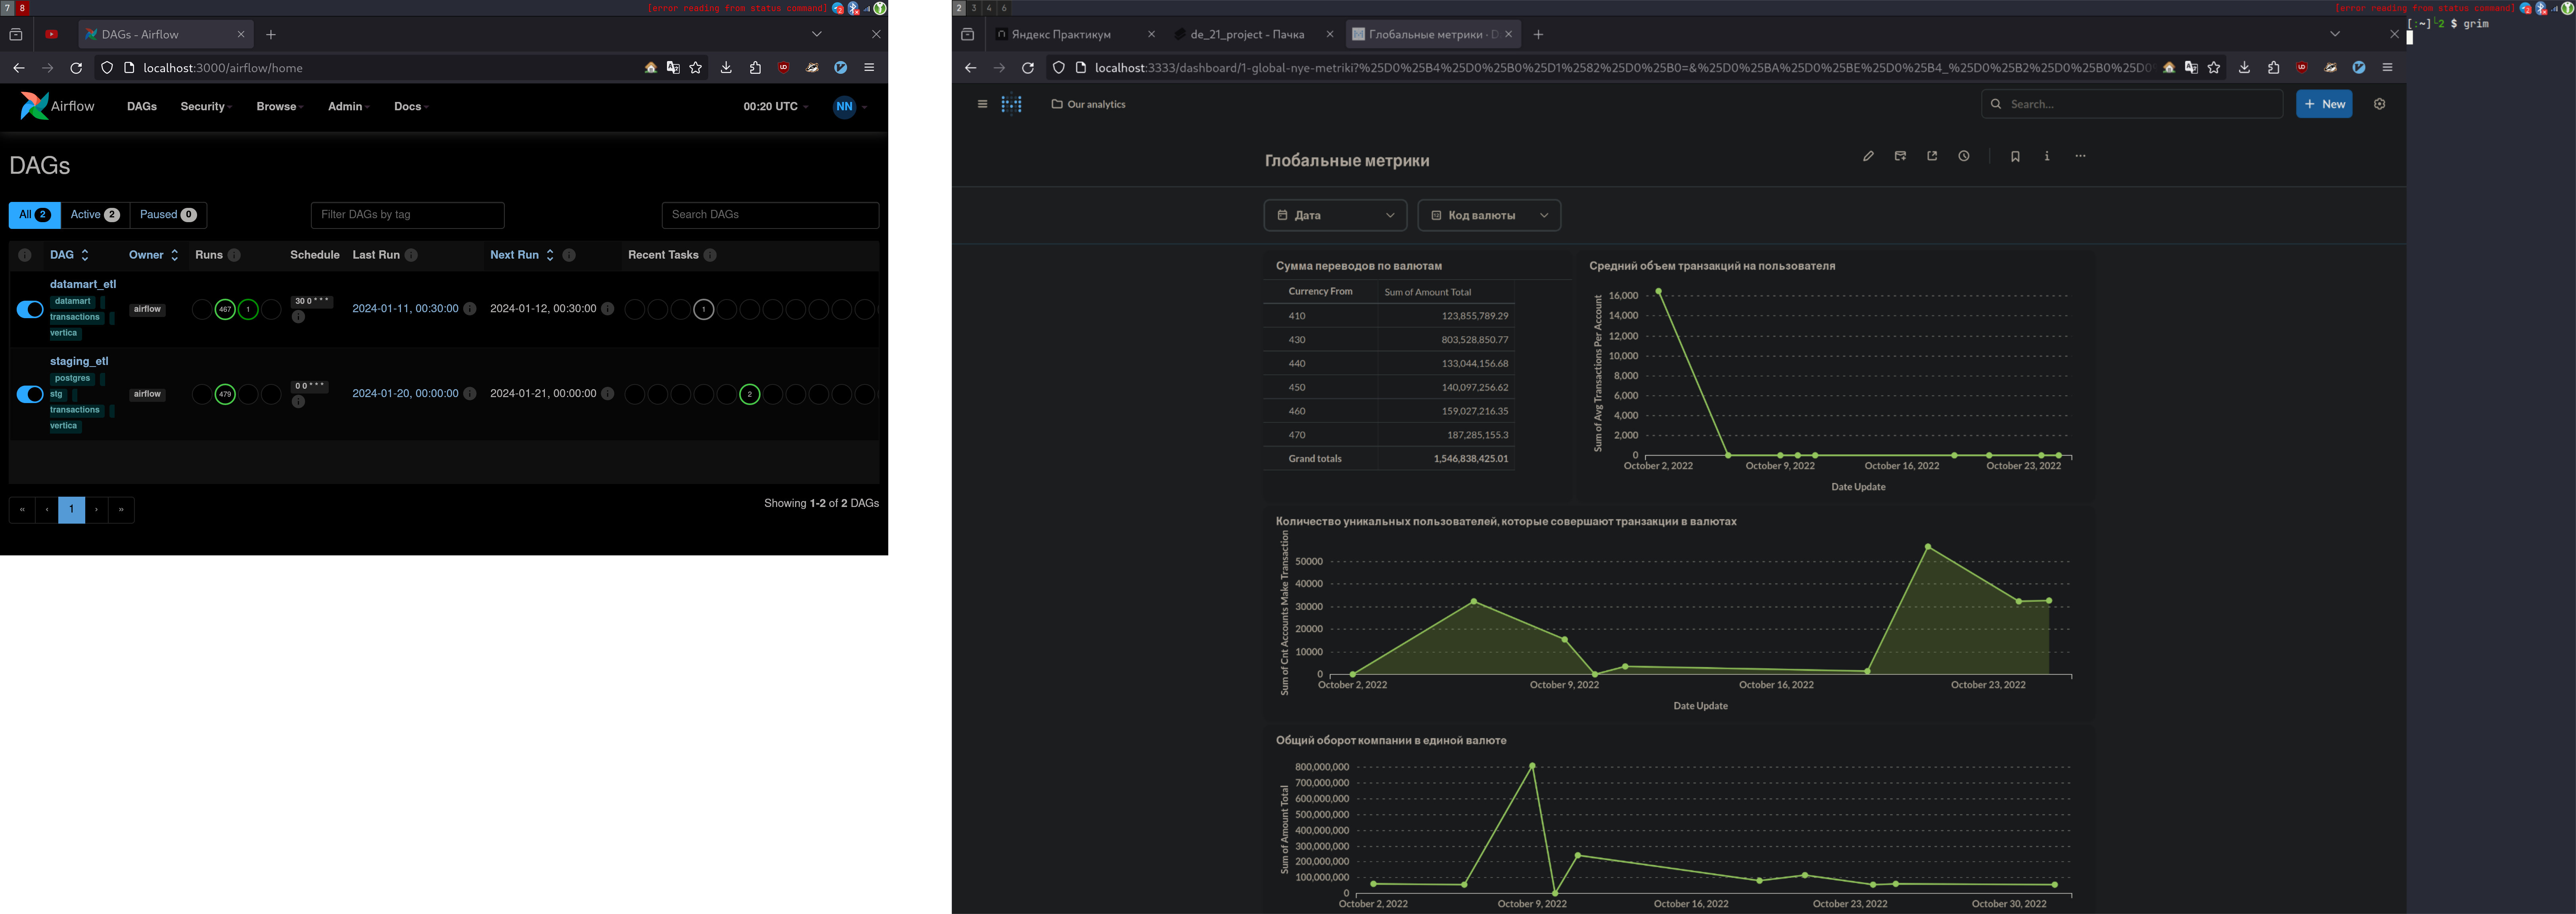 7 8
[error reading from status command]
DAGs - Airflow
localhost:3000/airflow/home
Airflow DAGs Security Browse Admin Docs 00:20 UTC NN
DAGs
All 2 Active 2 Paused 0 Filter DAGs by tag Search DAGs
DAG Owner Runs Schedule Last Run Next Run Recent Tasks
datamart_etl
datamart
transactions
vertica
airflow 467 1 30 0 * * * 2024-01-11, 00:30:00 2024-01-12, 00:30:00 1
staging_etl
postgres
stg
transactions
vertica
airflow 479 0 0 * * * 2024-01-20, 00:00:00 2024-01-21, 00:00:00 2
« ‹ 1 › »
Showing 1-2 of 2 DAGs
2 3 4 6
[error reading from status command]
Яндекс Практикум de_21_project - Пачка Глобальные метрики · D
localhost:3333/dashboard/1-global-nye-metriki?%25D0%25B4%25D0%25B0%25D1%2582%25D0%25B0=&%25D0%25BA%25D0%25BE%25D0%25B4_%25D0%25B2%25D0%25B0%25D0
Our analytics Search... + New
Глобальные метрики
Дата Код валюты
Сумма переводов по валютам
Currency From Sum of Amount Total
410 123,855,789.29
430 803,528,850.77
440 133,044,156.68
450 140,097,256.62
460 159,027,216.35
470 187,285,155.3
Grand totals 1,546,838,425.01
Средний объем транзакций на пользователя
Sum of Avg Transactions Per Account
16,000
14,000
12,000
10,000
8,000
6,000
4,000
2,000
0
October 2, 2022 October 9, 2022 October 16, 2022 October 23, 2022
Date Update
Количество уникальных пользователей, которые совершают транзакции в валютах
Sum of Cnt Accounts Make Transaction
50000
40000
30000
20000
10000
0
October 2, 2022 October 9, 2022 October 16, 2022 October 23, 2022
Date Update
Общий оборот компании в единой валюте
Sum of Amount Total
800,000,000
700,000,000
600,000,000
500,000,000
400,000,000
300,000,000
200,000,000
100,000,000
0
October 2, 2022 October 9, 2022 October 16, 2022 October 23, 2022 October 30, 2022
[:~]└2 $ grim